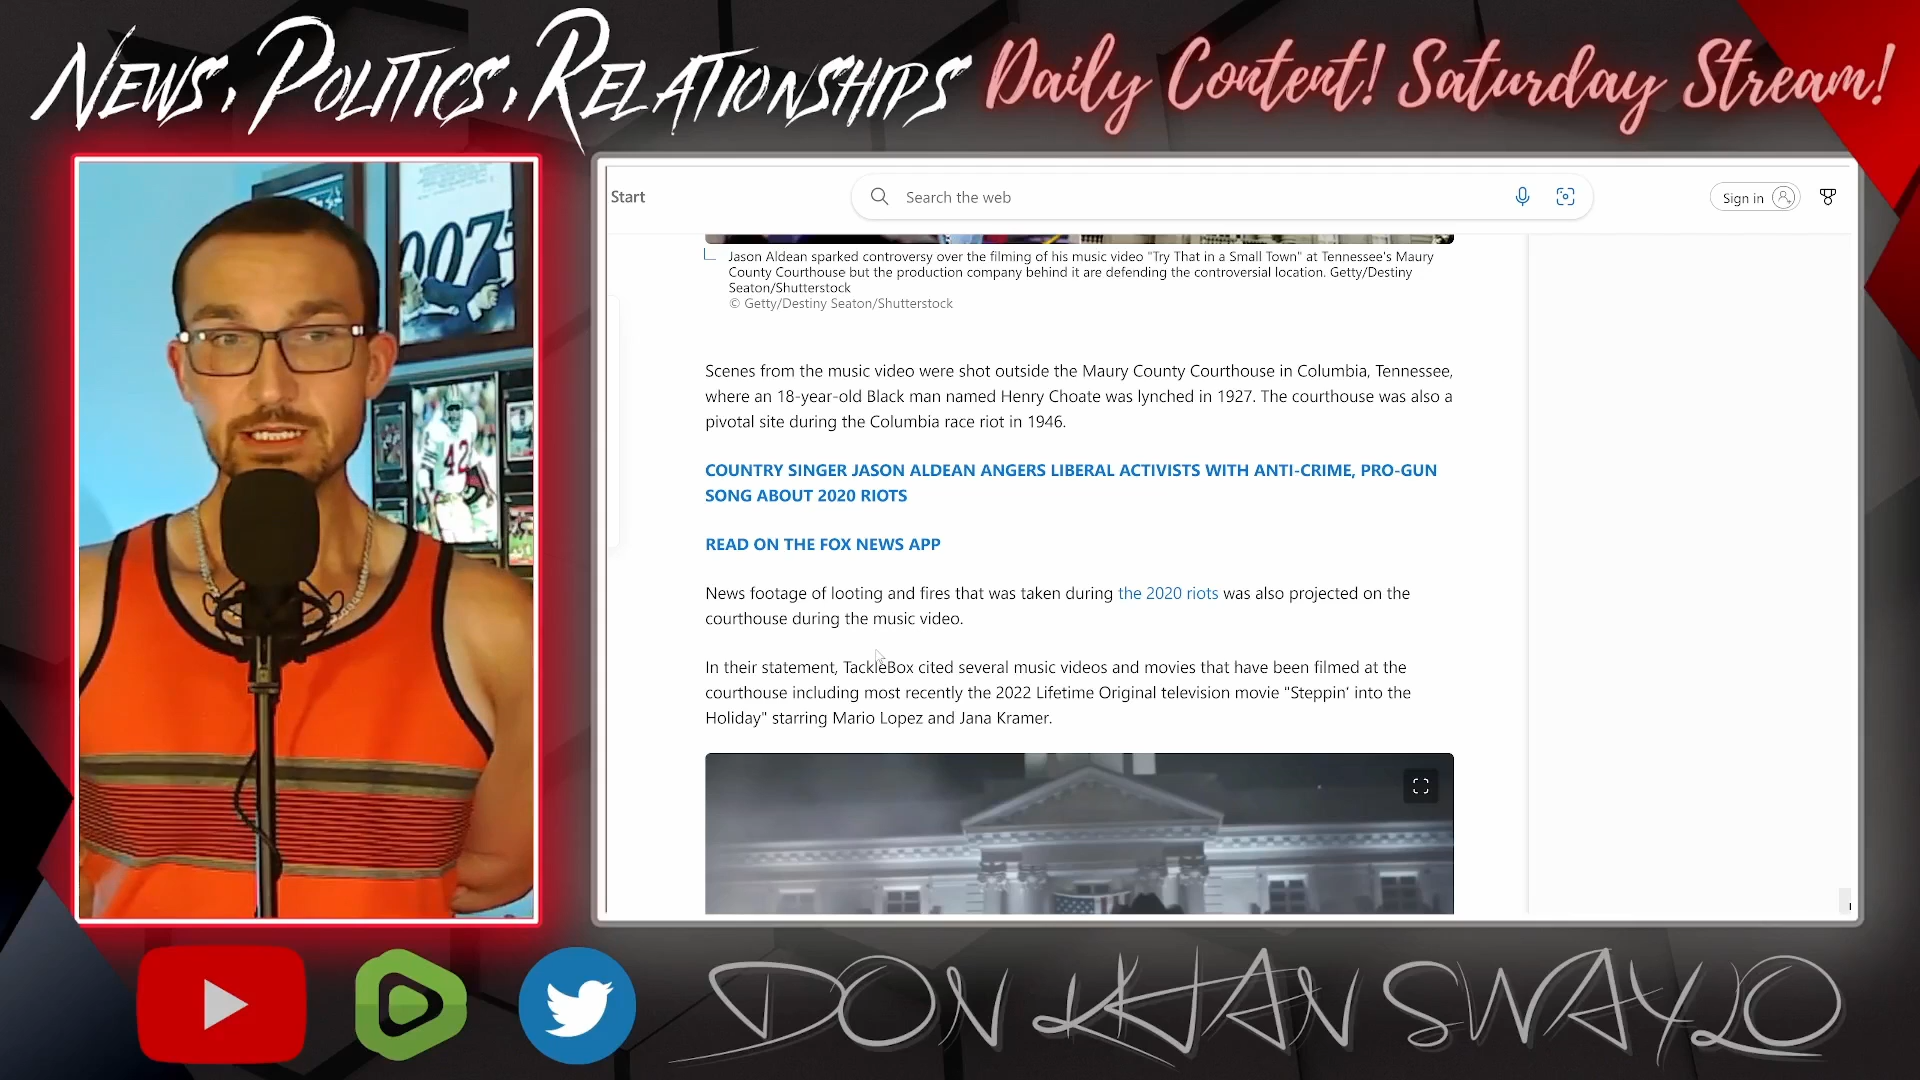 NEWS, POLITICS, RELATIONSHIPS Daily Content! Saturday Stream!
007
42
Start
Search the web
Sign in
Jason Aldean sparked controversy over the filming of his music video "Try That in a Small Town" at Tennessee's Maury
County Courthouse but the production company behind it are defending the controversial location. Getty/Destiny
Seaton/Shutterstock
© Getty/Destiny Seaton/Shutterstock
Scenes from the music video were shot outside the Maury County Courthouse in Columbia, Tennessee,
where an 18-year-old Black man named Henry Choate was lynched in 1927. The courthouse was also a
pivotal site during the Columbia race riot in 1946.
COUNTRY SINGER JASON ALDEAN ANGERS LIBERAL ACTIVISTS WITH ANTI-CRIME, PRO-GUN
SONG ABOUT 2020 RIOTS
READ ON THE FOX NEWS APP
News footage of looting and fires that was taken during the 2020 riots was also projected on the
courthouse during the music video.
In their statement, TackleBox cited several music videos and movies that have been filmed at the
courthouse including most recently the 2022 Lifetime Original television movie "Steppin' into the
Holiday" starring Mario Lopez and Jana Kramer.
DON KHAN SWAYLO